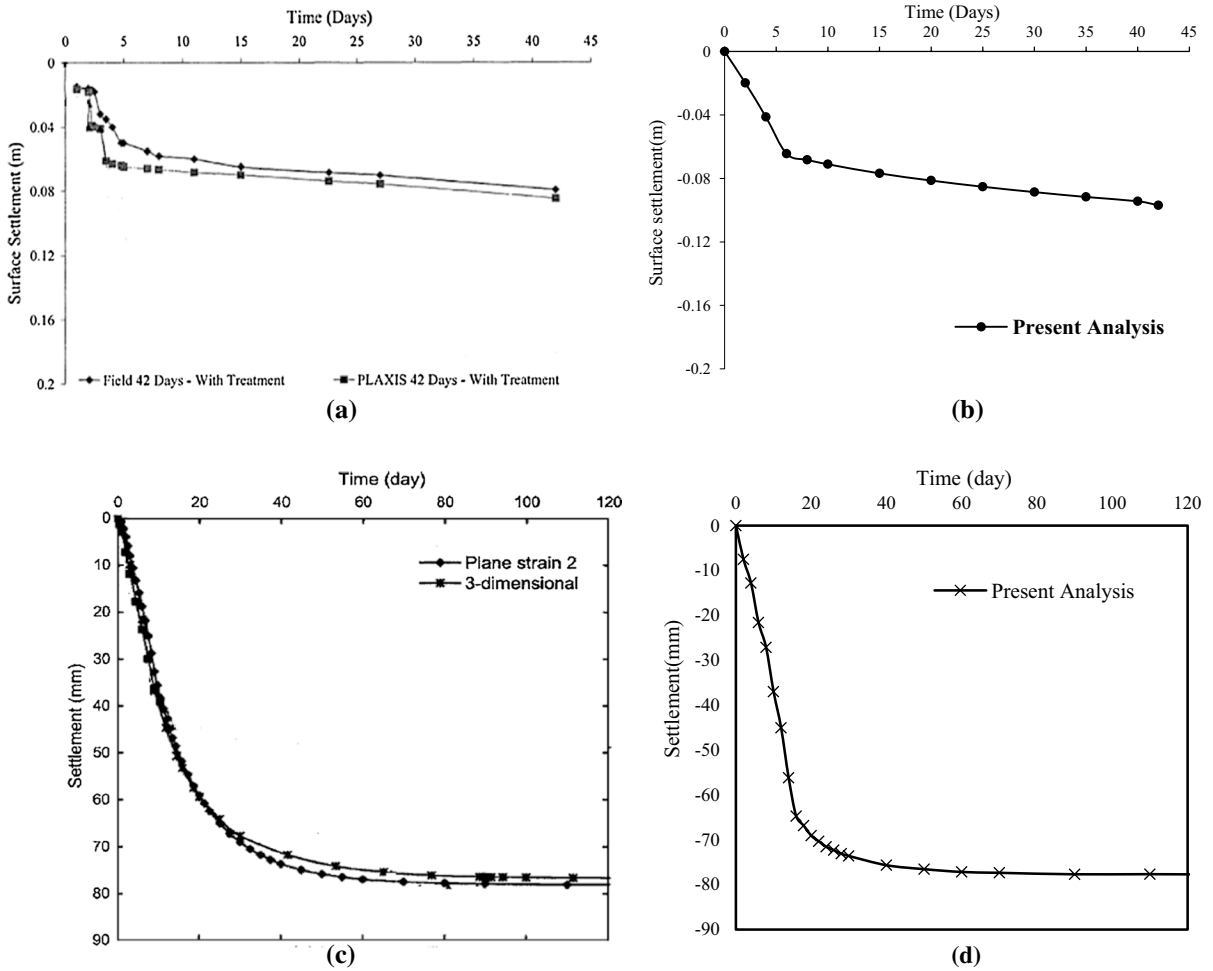 Time (Days)
0 5 10 15 20 25 30 35 40 45
0
0.04
0.08
0.12
0.16
0.2
Surface Settlement (m)
Field 42 Days - With Treatment PLAXIS 42 Days - With Treatment
(a)
Time (Days)
0 5 10 15 20 25 30 35 40 45
0
-0.04
-0.08
-0.12
-0.16
-0.2
Surface settlement(m)
Present Analysis
(b)
Time (day)
0 20 40 60 80 100 120
0
10
20
30
40
50
60
70
80
90
Settlement (mm)
Plane strain 2
3-dimensional
(c)
Time (day)
0 20 40 60 80 100 120
0
-10
-20
-30
-40
-50
-60
-70
-80
-90
Settlement(mm)
Present Analysis
(d)